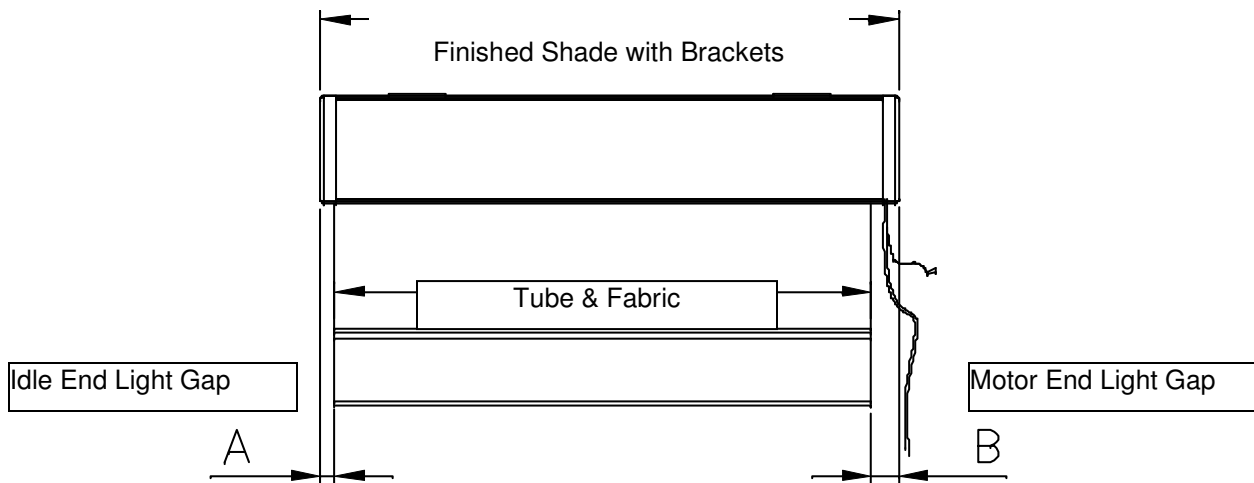 Finished Shade with Brackets
Tube & Fabric
Idle End Light Gap
Motor End Light Gap
A
B